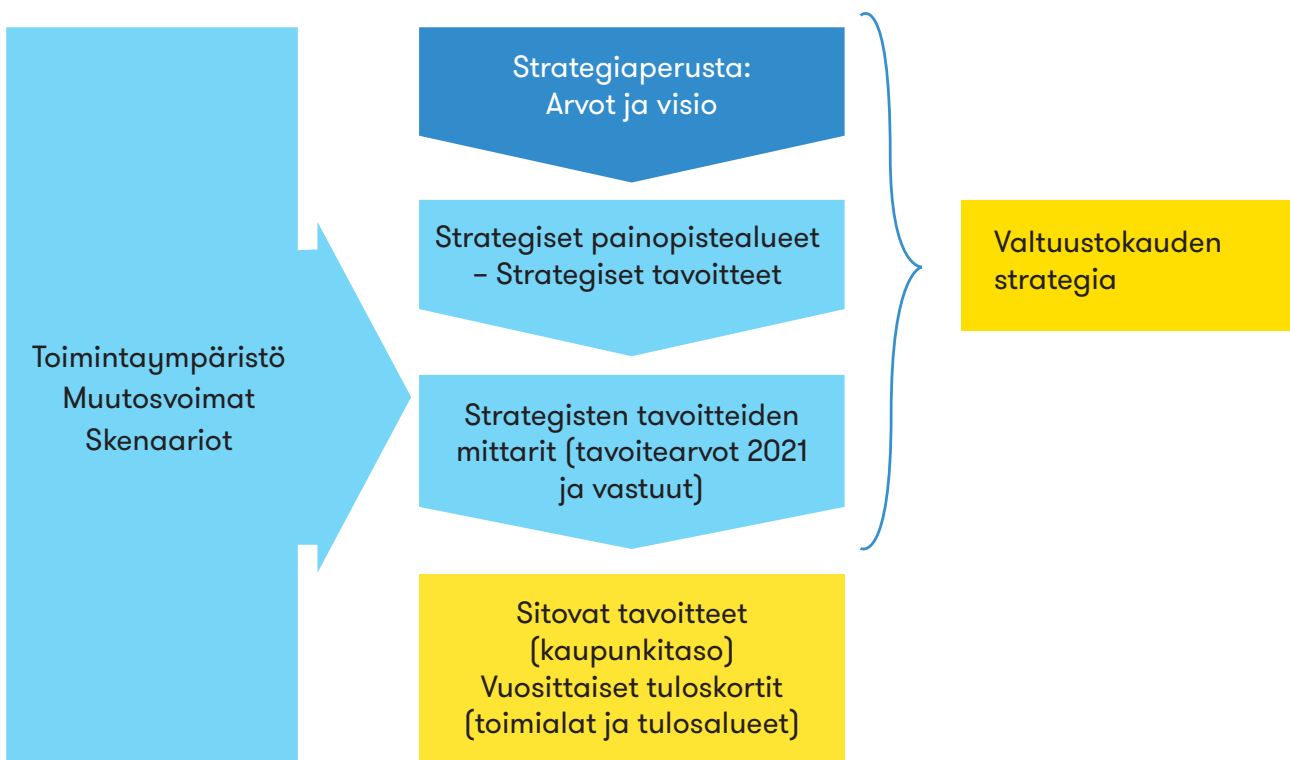 Toimintaympäristö
Muutosvoimat
Skenaariot
Strategiaperusta:
Arvot ja visio
Strategiset painopistealueet
– Strategiset tavoitteet
Strategisten tavoitteiden
mittarit (tavoitearvot 2021
ja vastuut)
Sitovat tavoitteet
(kaupunkitaso)
Vuosittaiset tuloskortit
(toimialat ja tulosalueet)
Valtuustokauden
strategia